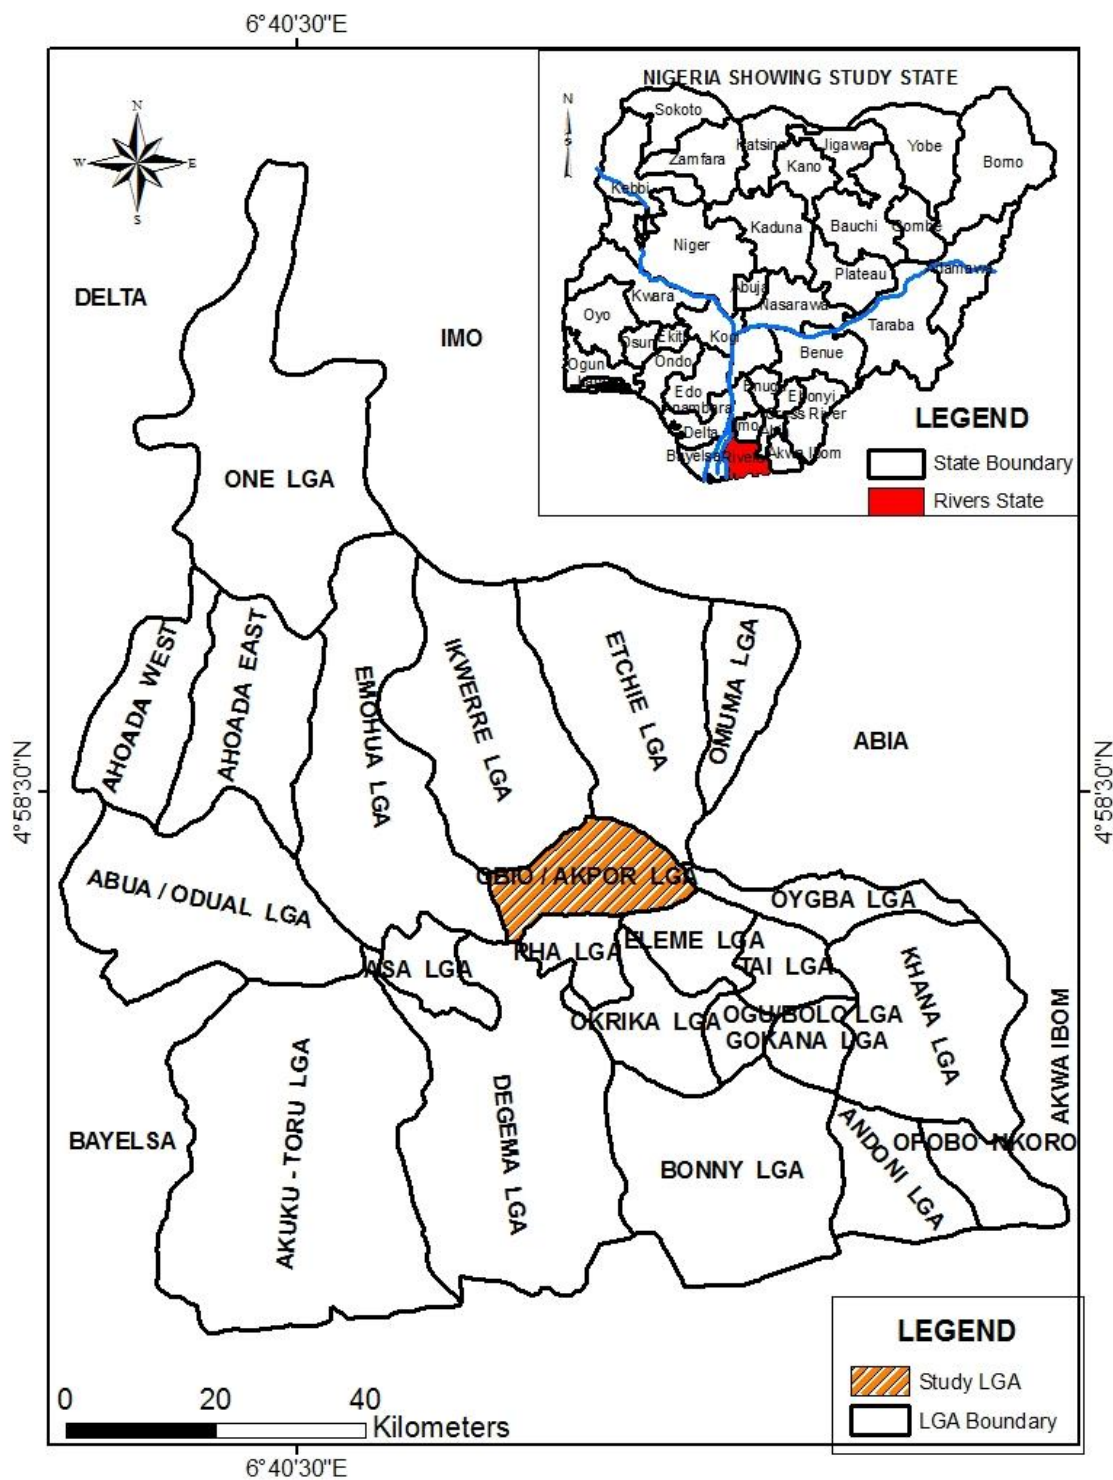 6°40'30"E
NIGERIA SHOWING STUDY STATE
N
Sokoto
Katsina
Jigawa
Yobe
Zamfara
Kano
Borno
Kebbi
Kaduna
Bauchi
Gombe
Niger
Plateau
Adamawa
Abuja
Kwara
Nasarawa
Oyo
Taraba
Osun
Ekiti
Kogi
Benue
Ogun
Ondo
Edo
Enugu
Ebonyi
Anambara
Cross River
Delta
Imo
Abia
Bayelsa
Rivers
Akwa Ibom
LEGEND
State Boundary
Rivers State
N
W
E
S
DELTA
IMO
ONE LGA
AHOADA WEST
AHOADA EAST
EMOHUA LGA
IKWERRE LGA
ETCHIE LGA
OMUMA LGA
ABIA
4°58'30"N
4°58'30"N
ABUA / ODUAL LGA
OBIO / AKPOR LGA
OYGBA LGA
ASA LGA
PHA LGA
ELEME LGA
TAI LGA
KHANA LGA
OKRIKA LGA
OGU/BOLO LGA
GOKANA LGA
AKWA IBOM
BAYELSA
AKUKU - TORU LGA
DEGEMA LGA
BONNY LGA
ANDONI LGA
OPOBO NKORO
LEGEND
Study LGA
LGA Boundary
0 20 40
Kilometers
6°40'30"E